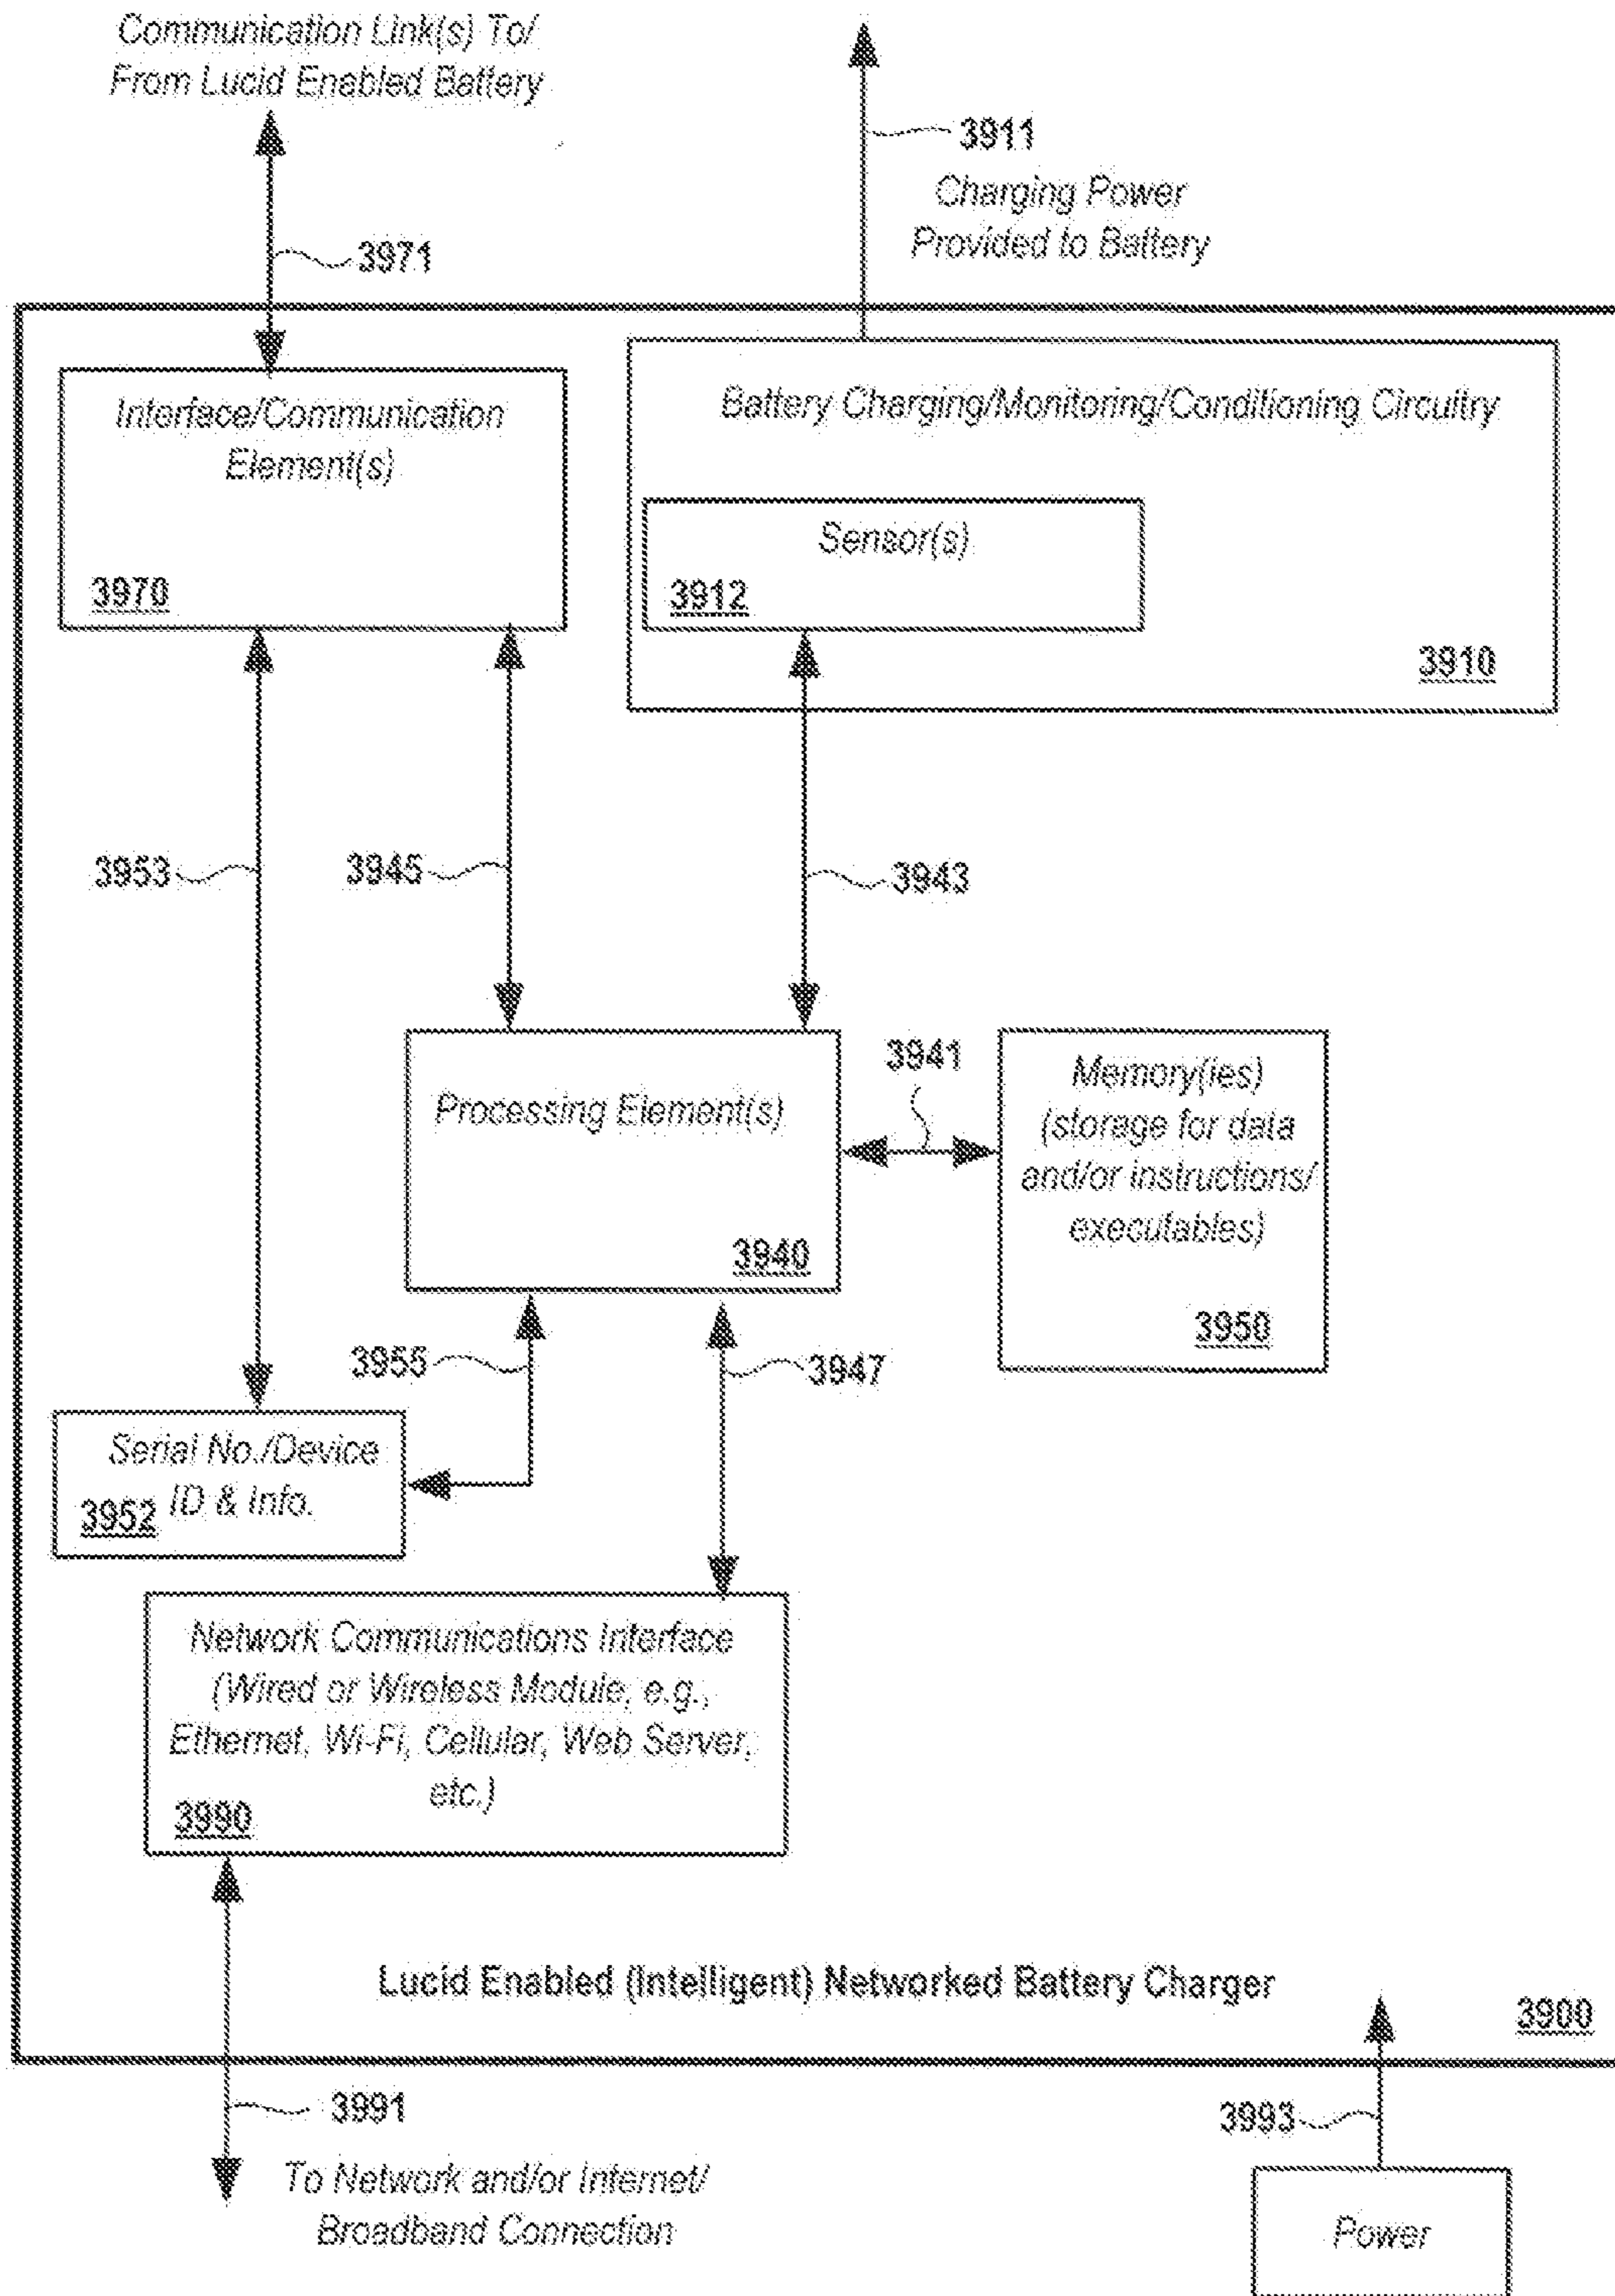 Communication Link(s) To/
From Lucid Enabled Battery
3911
Charging Power
Provided to Battery
3971
Interface/Communication
Element(s)
3970
Battery Charging/Monitoring/Conditioning Circuitry
Sensor(s)
3912
3910
3953
3945
3943
Processing Element(s)
3940
3941
Memory(ies)
(storage for data
and/or instructions/
executables)
3950
3955
3947
Serial No./Device
ID & Info.
3952
Network Communications Interface
(Wired or Wireless Module, e.g.,
Ethernet, Wi-Fi, Cellular, Web Server,
etc.)
3990
Lucid Enabled (Intelligent) Networked Battery Charger
3900
3991
To Network and/or Internet/
Broadband Connection
3993
Power